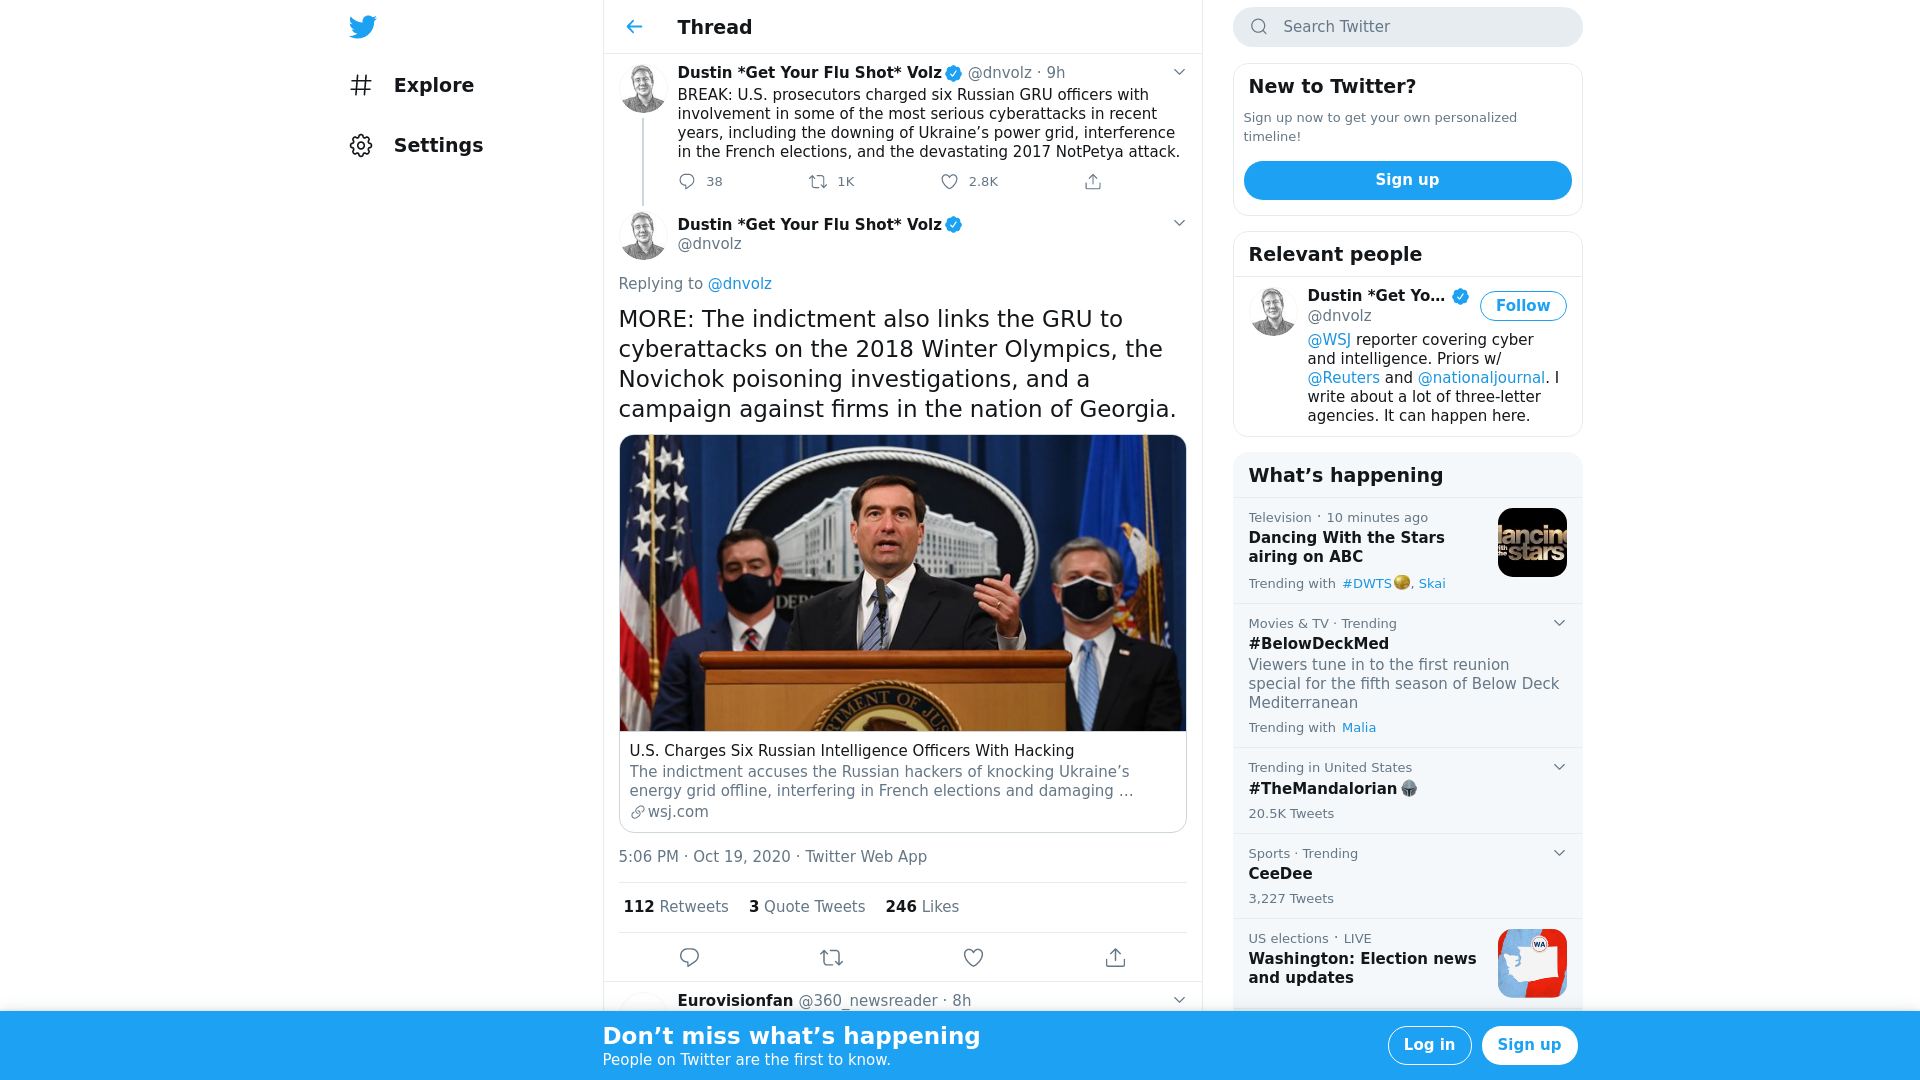 Explore
Settings
Thread
Dustin *Get Your Flu Shot* Volz @dnvolz · 9h
BREAK: U.S. prosecutors charged six Russian GRU officers with
involvement in some of the most serious cyberattacks in recent
years, including the downing of Ukraine’s power grid, interference
in the French elections, and the devastating 2017 NotPetya attack.
38 1K 2.8K
Dustin *Get Your Flu Shot* Volz
@dnvolz
Replying to @dnvolz
MORE: The indictment also links the GRU to
cyberattacks on the 2018 Winter Olympics, the
Novichok poisoning investigations, and a
campaign against firms in the nation of Georgia.
DEP
TMENT OF JUS
U.S. Charges Six Russian Intelligence Officers With Hacking
The indictment accuses the Russian hackers of knocking Ukraine’s
energy grid offline, interfering in French elections and damaging ...
wsj.com
5:06 PM · Oct 19, 2020 · Twitter Web App
112 Retweets 3 Quote Tweets 246 Likes
Eurovisionfan @360_newsreader · 8h
Search Twitter
New to Twitter?
Sign up now to get your own personalized
timeline!
Sign up
Relevant people
Dustin *Get Yo...
Follow
@dnvolz
@WSJ reporter covering cyber
and intelligence. Priors w/
@Reuters and @nationaljournal. I
write about a lot of three-letter
agencies. It can happen here.
What’s happening
Television · 10 minutes ago
Dancing With the Stars
airing on ABC
Trending with #DWTS, Skai
lancing
with the
stars
Movies & TV · Trending
#BelowDeckMed
Viewers tune in to the first reunion
special for the fifth season of Below Deck
Mediterranean
Trending with Malia
Trending in United States
#TheMandalorian
20.5K Tweets
Sports · Trending
CeeDee
3,227 Tweets
US elections · LIVE
Washington: Election news
and updates
WA
Don’t miss what’s happening
People on Twitter are the first to know.
Log in
Sign up